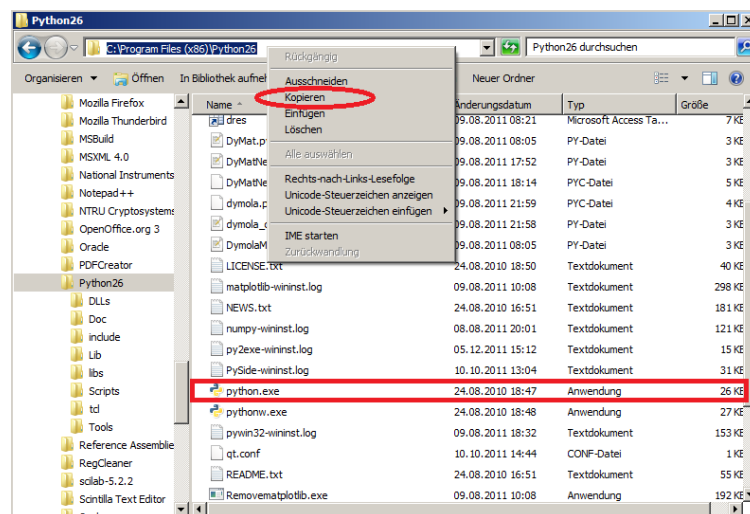 Python26
C:\Program Files (x86)\Python26
Python26 durchsuchen
Organisieren
Öffnen
In Bibliothek aufneh
Neuer Ordner
Rückgängig
Ausschneiden
Kopieren
Einfügen
Löschen
Alle auswählen
Rechts-nach-Links-Lesefolge
Unicode-Steuerzeichen anzeigen
Unicode-Steuerzeichen einfügen
IME starten
Zurückwandlung
Mozilla Firefox
Mozilla Thunderbird
MSBuild
MSXML 4.0
National Instruments
Notepad++
NTRU Cryptosystems
OpenOffice.org 3
Oracle
PDFCreator
Python26
DLLs
Doc
include
Lib
libs
Scripts
tcl
Tools
Reference Assemblie
RegCleaner
scilab-5.2.2
Scintilla Text Editor
Name Änderungsdatum Typ Größe
dres 09.08.2011 08:21 Microsoft Access Ta... 7 KB
DyMat.p 09.08.2011 08:05 PY-Datei 3 KB
DyMatNe 09.08.2011 17:52 PY-Datei 3 KB
DyMatNe 09.08.2011 18:14 PYC-Datei 5 KB
dymola.p 09.08.2011 21:59 PYC-Datei 4 KB
dymola_ 09.08.2011 21:58 PY-Datei 3 KB
DymolaM 09.08.2011 08:05 PY-Datei 3 KB
LICENSE.txt 24.08.2010 18:50 Textdokument 40 KB
matplotlib-wininst.log 09.08.2011 10:08 Textdokument 298 KB
NEWS.txt 24.08.2010 16:51 Textdokument 181 KB
numpy-wininst.log 08.08.2011 20:01 Textdokument 121 KB
py2exe-wininst.log 05.12.2011 15:12 Textdokument 15 KB
PySide-wininst.log 10.10.2011 13:04 Textdokument 31 KB
python.exe 24.08.2010 18:47 Anwendung 26 KB
pythonw.exe 24.08.2010 18:48 Anwendung 27 KB
pywin32-wininst.log 09.08.2011 18:32 Textdokument 153 KB
qt.conf 10.10.2011 14:44 CONF-Datei 1 KB
README.txt 24.08.2010 16:51 Textdokument 55 KB
Removematplotlib.exe 09.08.2011 10:08 Anwendung 192 KB